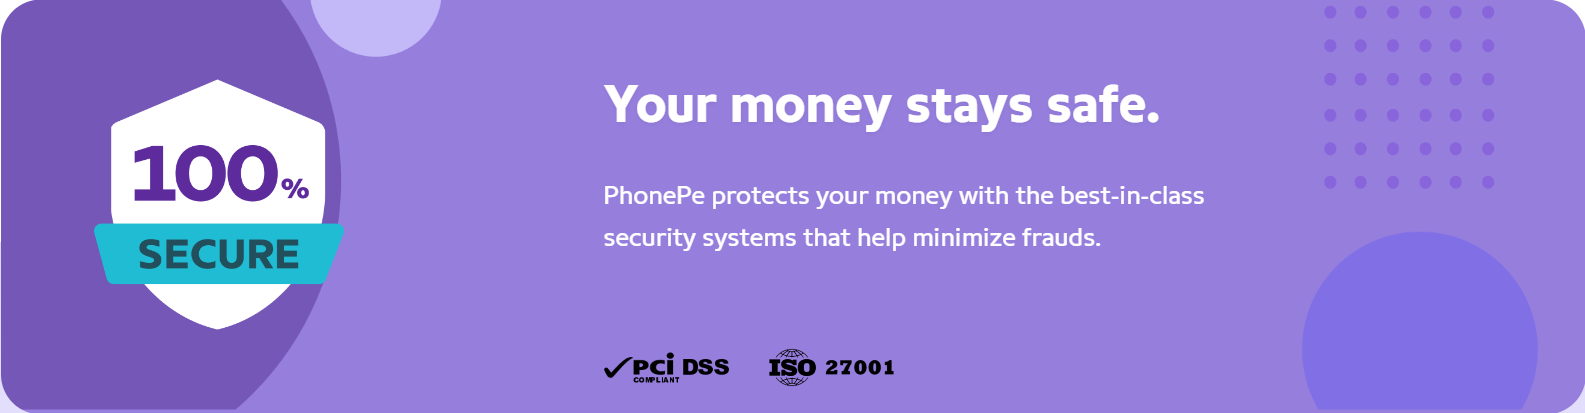 100%
SECURE
Your money stays safe.
PhonePe protects your money with the best-in-class
security systems that help minimize frauds.
PCi DSS
COMPLIANT
ISO 27001